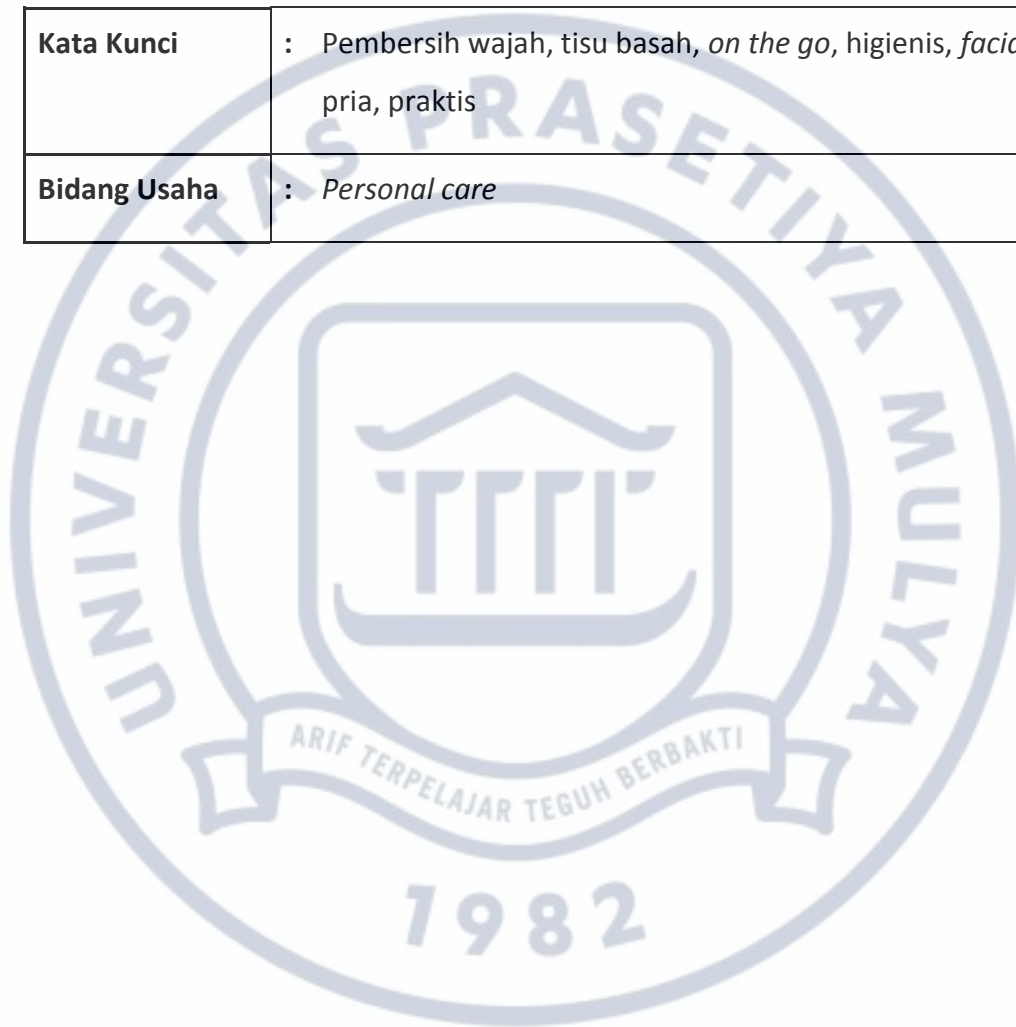 Kata Kunci : Pembersih wajah, tisu basah, on the go, higienis,
pria, praktis
Bidang Usaha : Personal care
UNIVERSITAS PRASETIYA MULYA
ARIF TERPELAJAR TEGUH BERBAKTI
1982